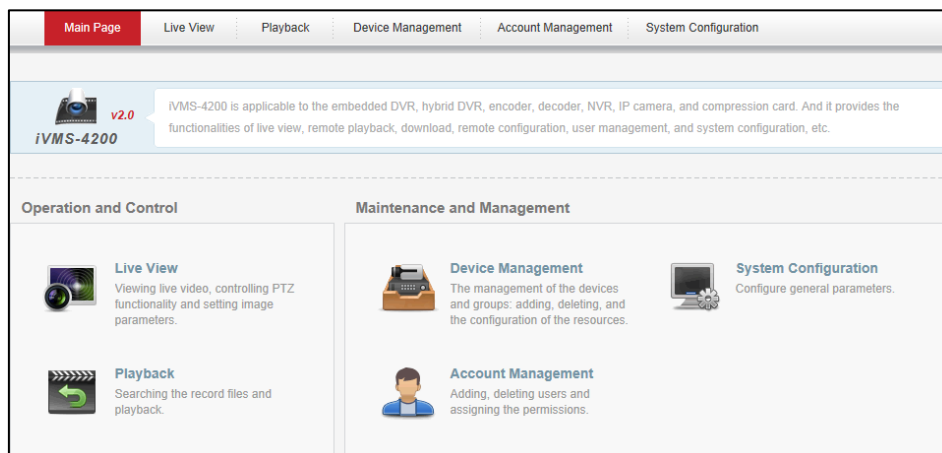 Main Page Live View Playback Device Management Account Management System Configuration
v2.0
iVMS-4200
iVMS-4200 is applicable to the embedded DVR, hybrid DVR, encoder, decoder, NVR, IP camera, and compression card. And it provides the
functionalities of live view, remote playback, download, remote configuration, user management, and system configuration, etc.
Operation and Control
Live View
Viewing live video, controlling PTZ
functionality and setting image
parameters.
Playback
Searching the record files and
playback.
Maintenance and Management
Device Management
The management of the devices
and groups: adding, deleting, and
the configuration of the resources.
System Configuration
Configure general parameters.
Account Management
Adding, deleting users and
assigning the permissions.